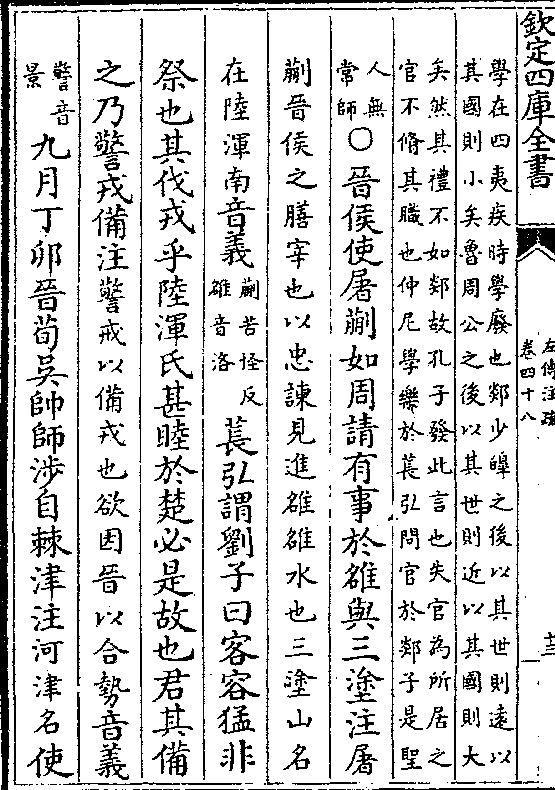 欽定四庫全書
左傳注疏
卷四十八
十三
學在四夷疾時學廢也郯少皞之後以其世則遠以
其國則小矣魯周公之後以其世則近以其國則大
矣然其禮不如郯故孔子發此言也失官為所居之
官不脩其職也仲尼學樂於萇弘問官於郯子是聖
人無
常師○晉侯使屠蒯如周請有事於雒與三塗注屠
蒯晉侯之膳宰也以忠諫見進雒雒水也三塗山名
在陸渾南音義蒯苦怪反
雒音洛萇弘謂劉子曰客容猛非
祭也其伐戎乎陸渾氏甚睦於楚必是故也君其備
之乃警戎備注警戒以備戎也欲因晉以合勢音義
警音
景九月丁卯晉荀吳帥師涉自棘津注河津名使